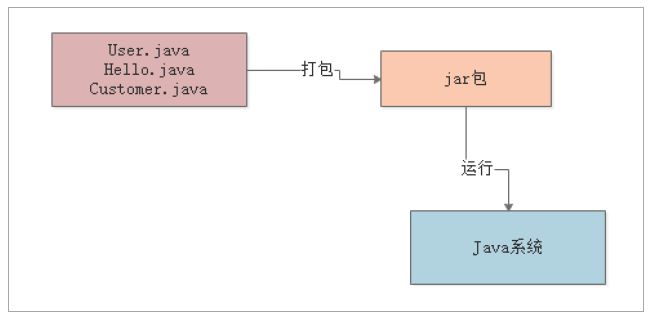 User.java
Hello.java
Customer.java
打包
jar包
运行
Java系统